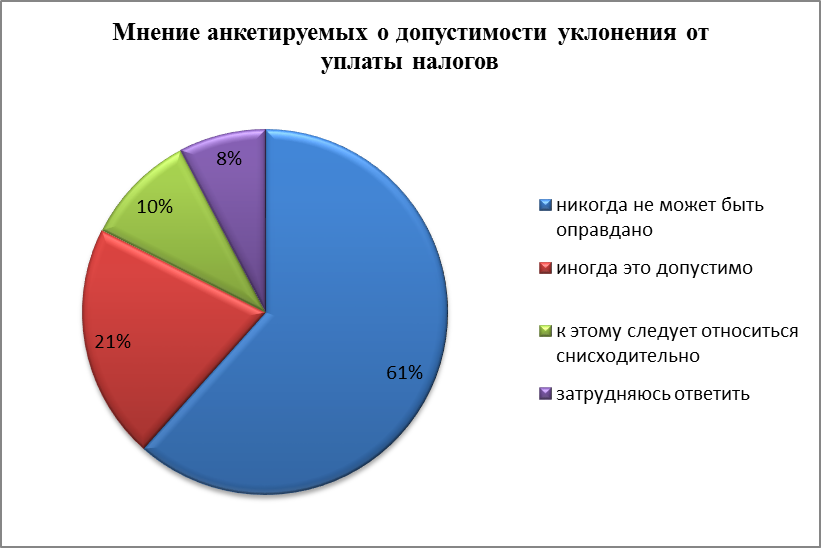 Мнение анкетируемых о допустимости уклонения от
уплаты налогов
8%
10%
21%
61%
никогда не может быть
оправдано
иногда это допустимо
к этому следует относиться
снисходительно
затрудняюсь ответить